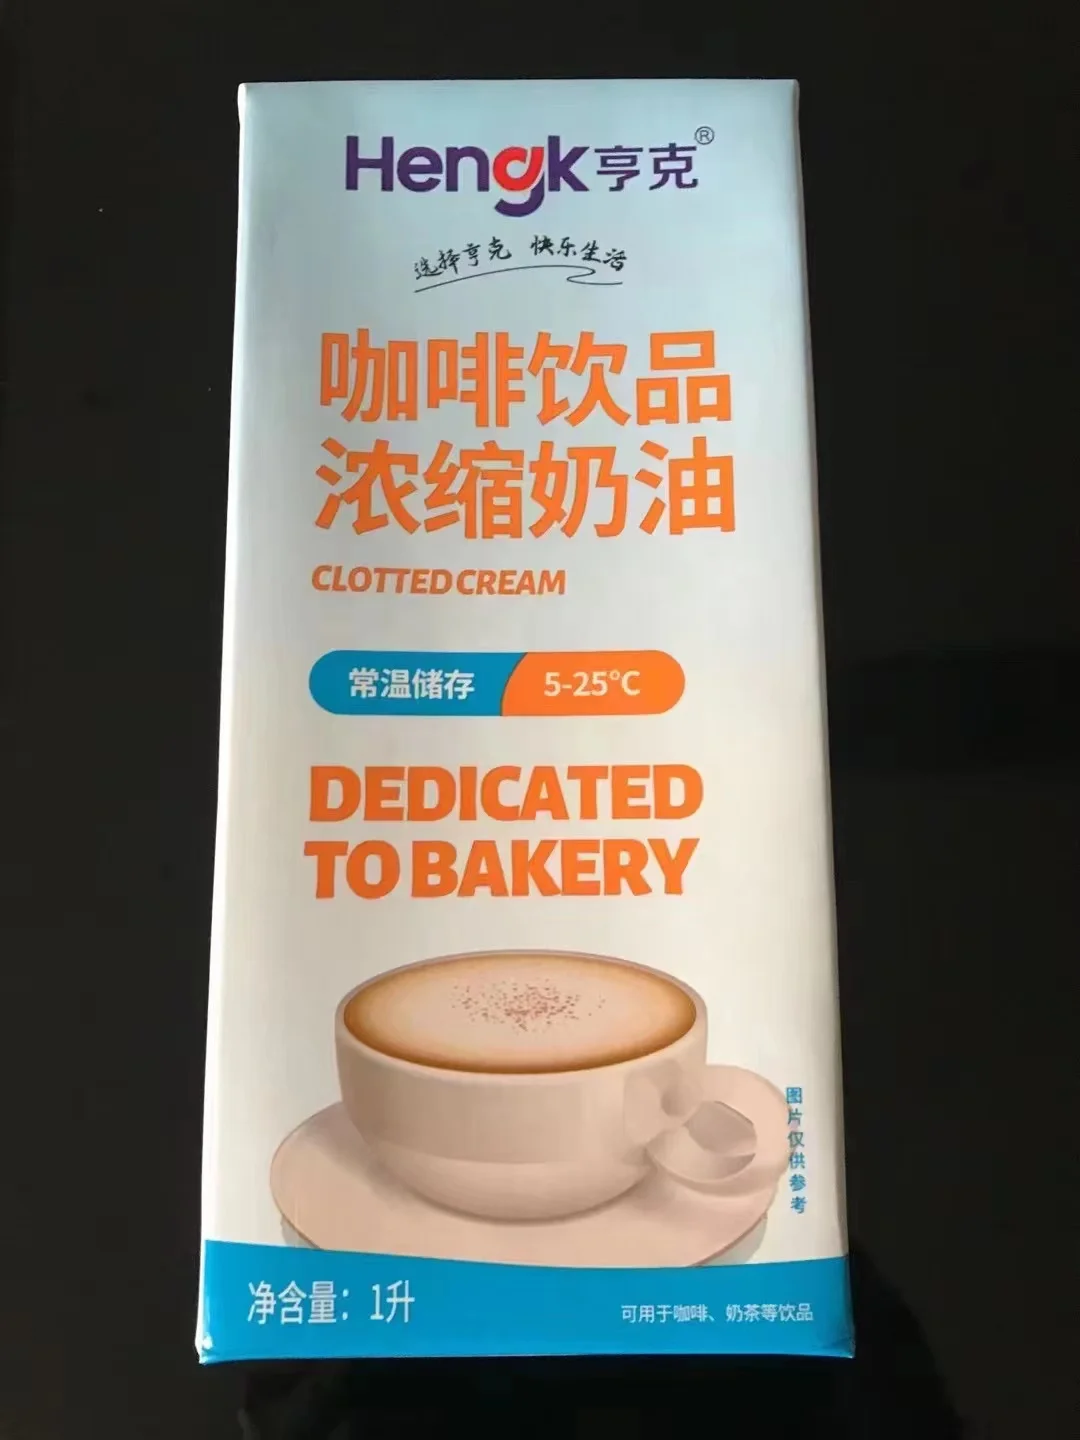 Hengk亨克®
选择亨克 快乐生活
咖啡饮品
浓缩奶油
CLOTTED CREAM
常温储存 5-25°C
DEDICATED
TO BAKERY
图片仅供参考
净含量：1升
可用于咖啡、奶茶等饮品